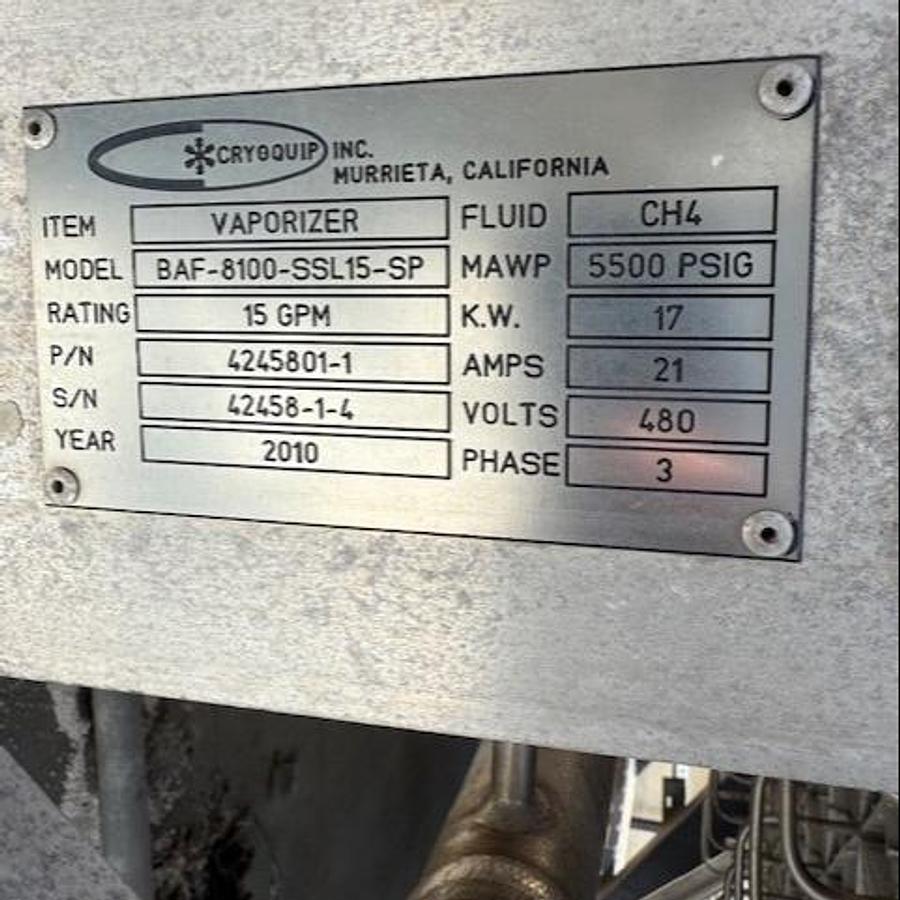 CRYOQUIP INC.
MURRIETA, CALIFORNIA
ITEM VAPORIZER FLUID CH4
MODEL BAF-8100-SSL15-SP MAWP 5500 PSIG
RATING 15 GPM K.W. 17
P/N 4245801-1 AMPS 21
S/N 42458-1-4 VOLTS 480
YEAR 2010 PHASE 3